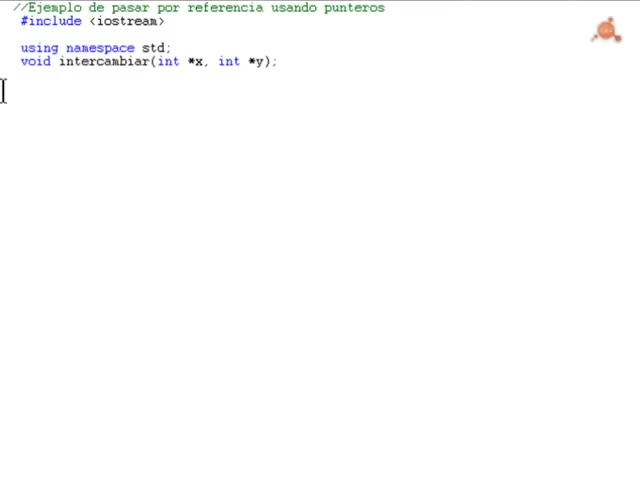 //Ejemplo de pasar por referencia usando punteros
#include <iostream>
using namespace std;
void intercambiar(int *x, int *y);